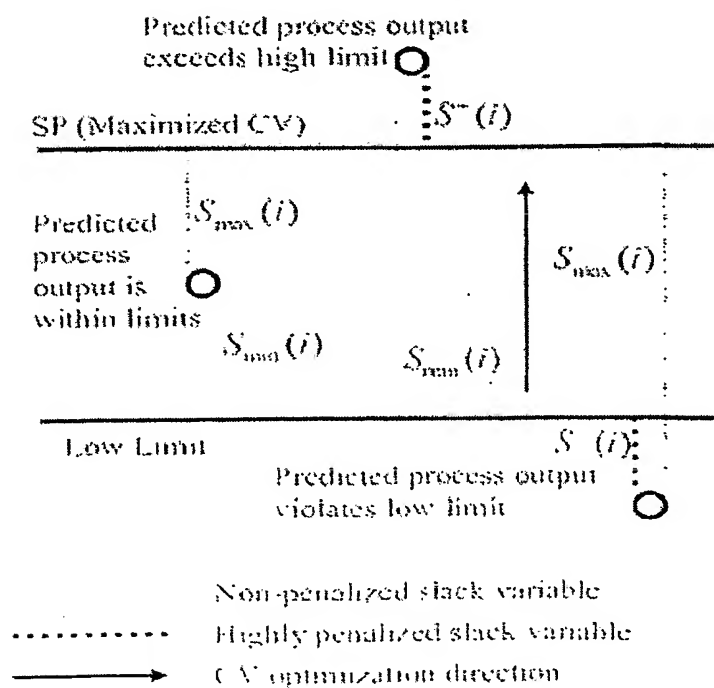 Predicted process output
exceeds high limit
S⁺(i)
SP (Maximized CV)
S_max(i)
Predicted
process
output is
within limits
S_max(i)
S_min(i)
S_min(i)
Low Limit
S⁻(i)
Predicted process output
violates low limit
Non-penalized slack variable
Highly penalized slack variable
CV optimization direction